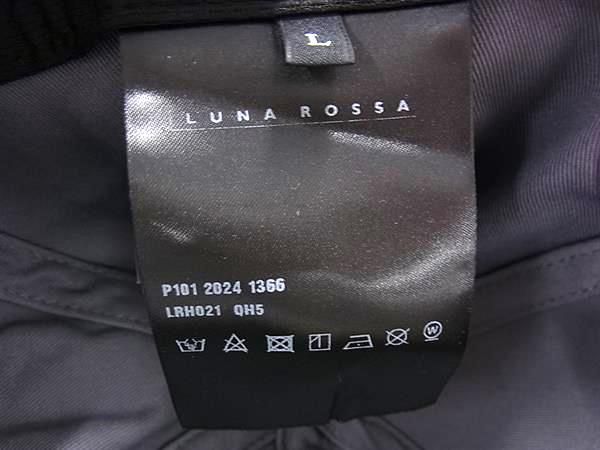 L
LUNA ROSSA
P101 2024 1366
LRH021 QH5
W